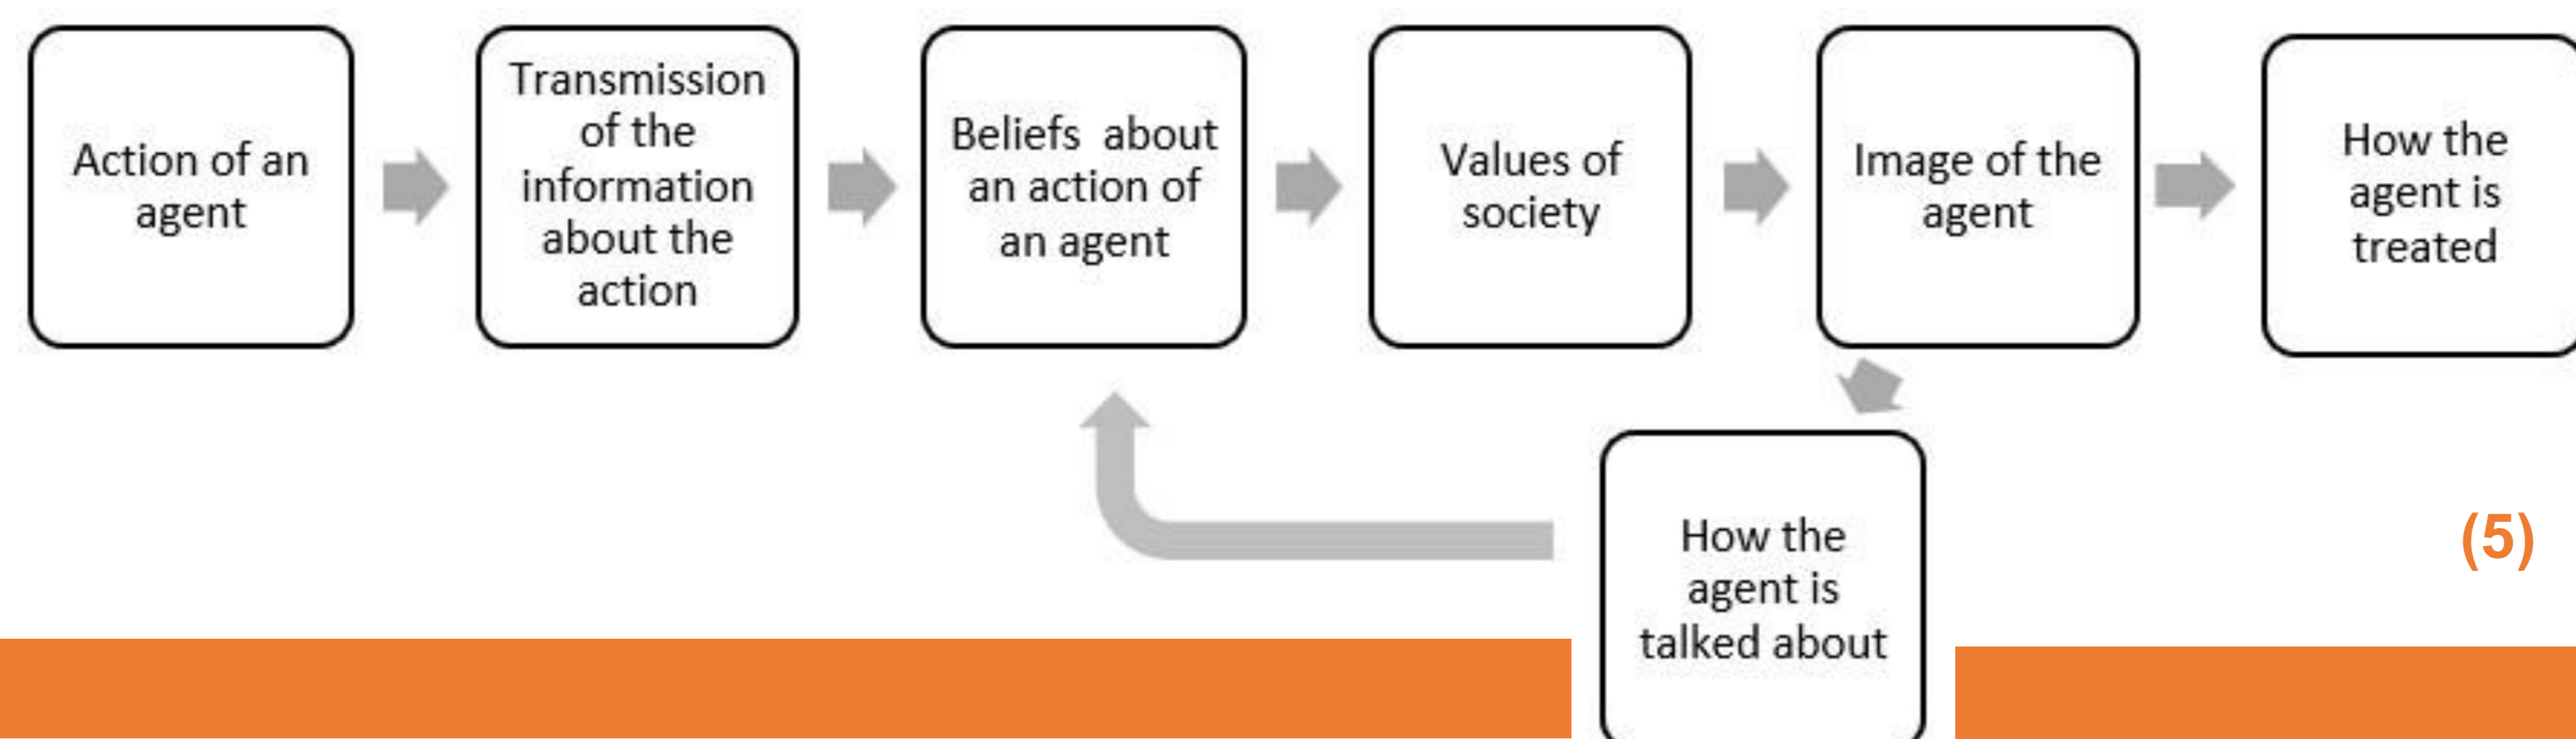 Action of an
agent
Transmission
of the
information
about the
action
Beliefs about
an action of
an agent
Values of
society
Image of the
agent
How the
agent is
treated
How the
agent is
talked about
(5)